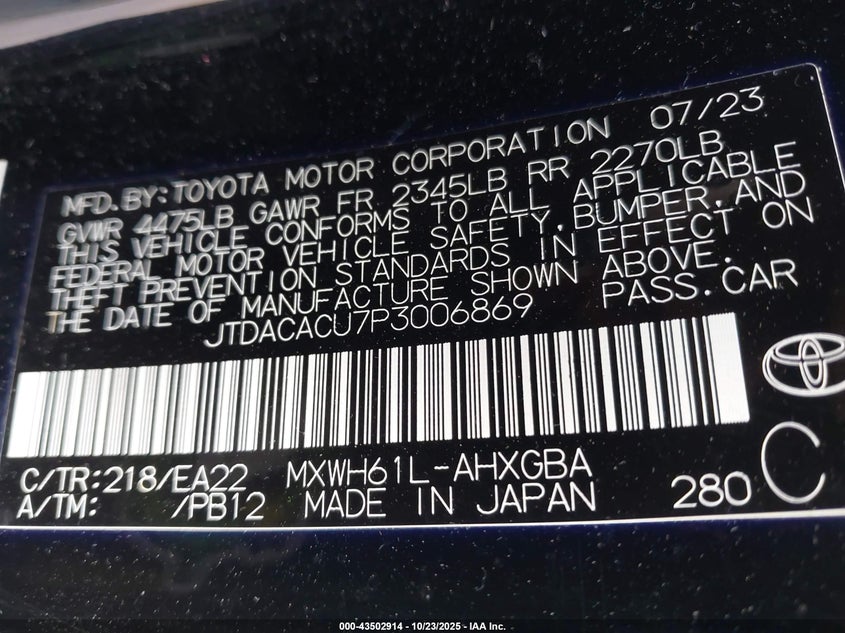 MFD.BY:TOYOTA MOTOR CORPORATION 07/23
GVWR 4475LB GAWR FR 2345LB RR 2270LB
THIS VEHICLE CONFORMS TO ALL APPLICABLE
FEDERAL MOTOR VEHICLE SAFETY,BUMPER,AND
THEFT PREVENTION STANDARDS IN EFFECT ON
THE DATE OF MANUFACTURE SHOWN ABOVE.
JTDACACU7P3006869 PASS.CAR
C/TR:218/EA22 MXWH61L-AHXGBA
A/TM: /PB12 MADE IN JAPAN 280 C
000-43502914 - 10/23/2025 - IAA Inc.